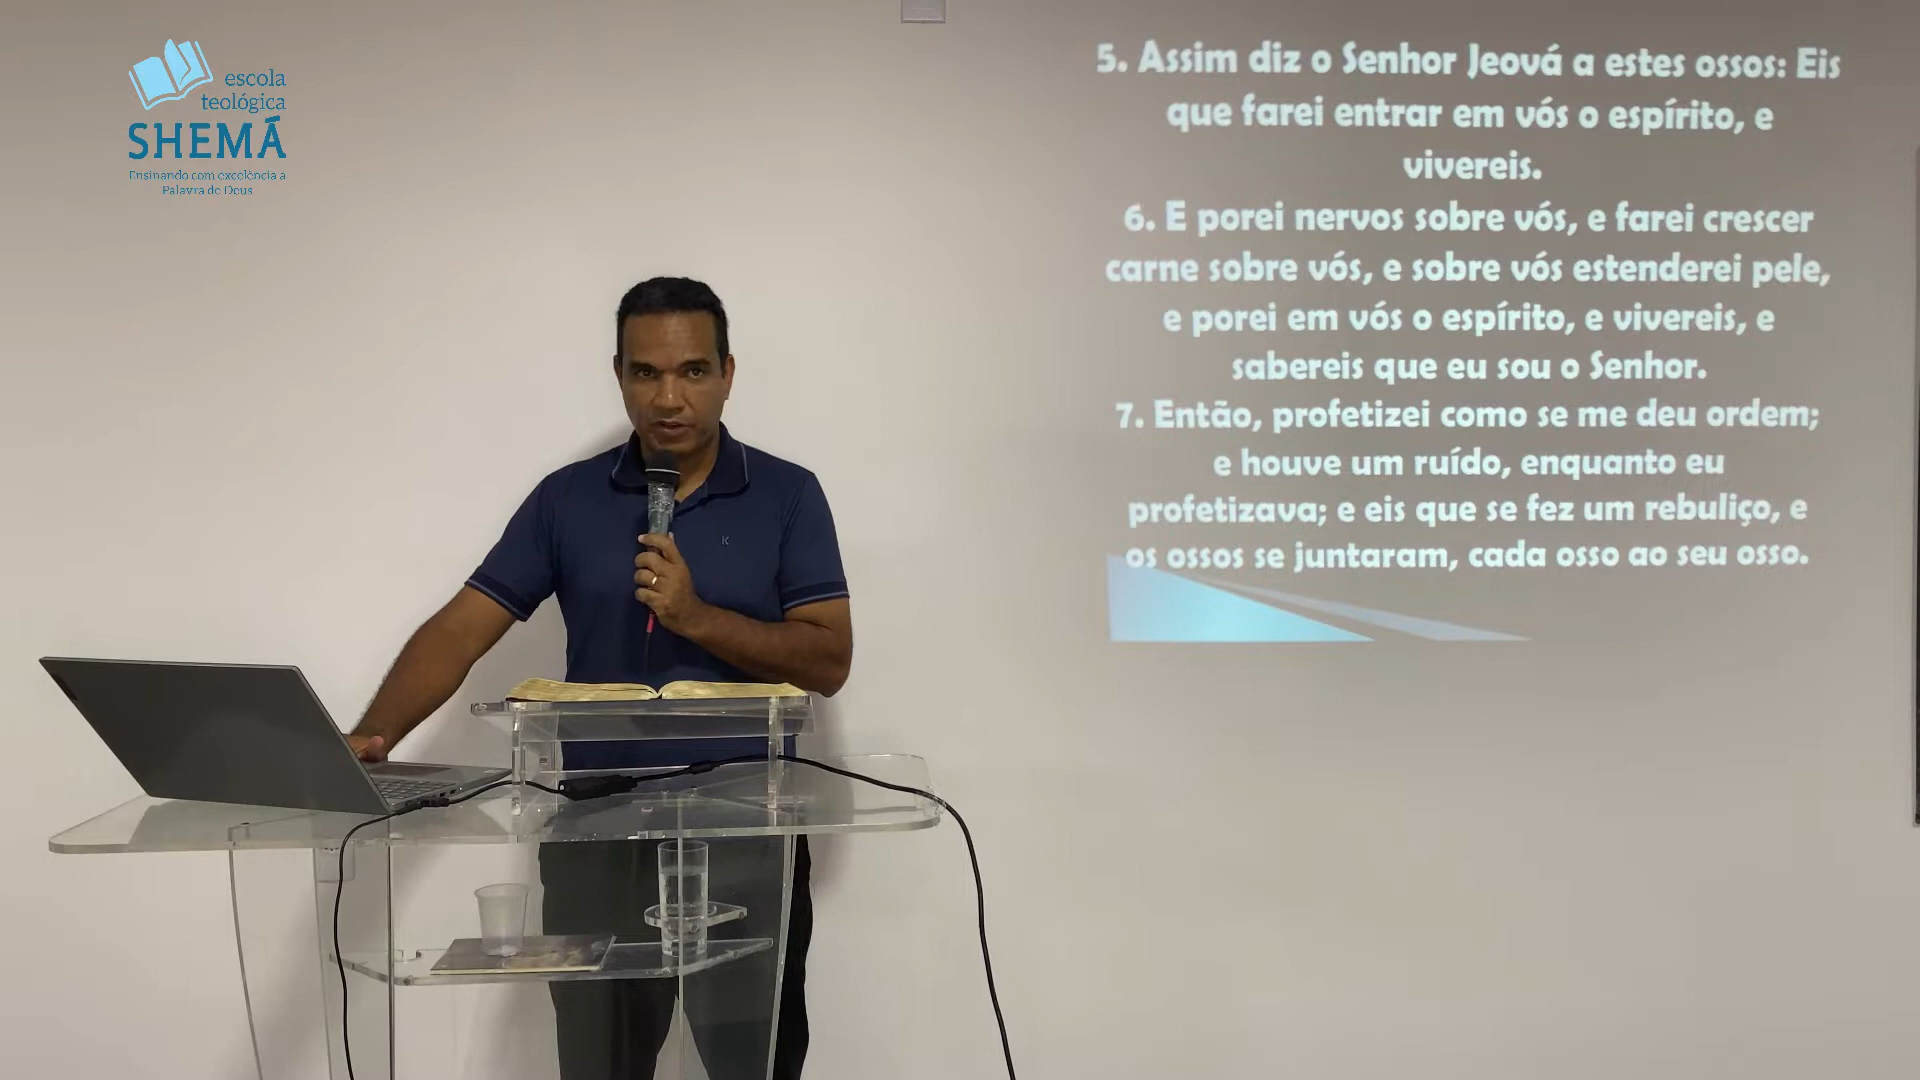 escola
teológica
SHEMÁ
Ensinando com excelência a
Palavra de Deus
5. Assim diz o Senhor Jeová a estes ossos: Eis
que farei entrar em vós o espírito, e
vivereis.
6. E porei nervos sobre vós, e farei crescer
carne sobre vós, e sobre vós estenderei pele,
e porei em vós o espírito, e vivereis, e
sabereis que eu sou o Senhor.
7. Então, profetizei como se me deu ordem;
e houve um ruído, enquanto eu
profetizava; e eis que se fez um rebuliço, e
os ossos se juntaram, cada osso ao seu osso.
K